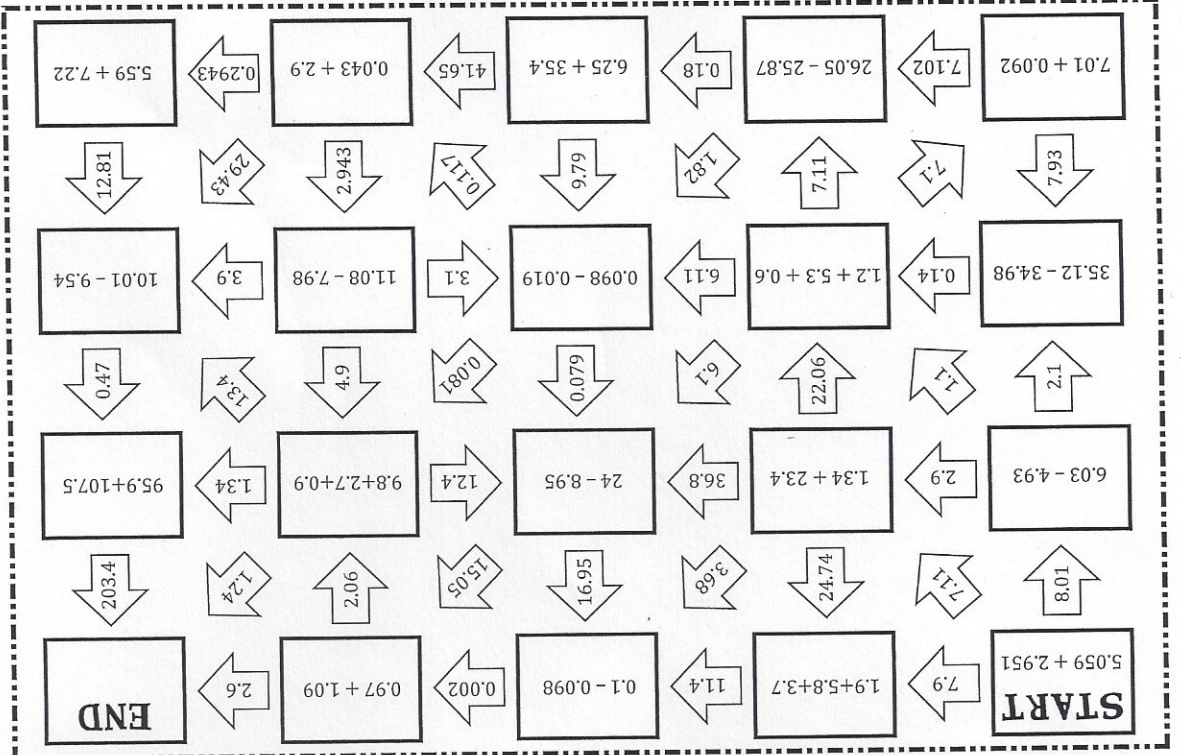 START
5.059 + 2.951
7.9
1.9+5.8+3.7
11.4
0.1 – 0.098
0.002
0.97 + 1.09
2.6
END
8.01
7.11
24.74
3.68
16.95
15.05
2.06
1.24
203.4
6.03 – 4.93
2.9
1.34 + 23.4
36.8
24 – 8.95
12.4
9.8+2.7+0.9
1.34
95.9+107.5
2.1
1.1
22.06
6.1
0.079
0.081
4.9
13.4
0.47
35.12 – 34.98
0.14
1.2 + 5.3 + 0.6
6.11
0.098 – 0.019
3.1
11.08 – 7.98
3.9
10.01 – 9.54
7.93
7.1
7.11
1.82
9.79
0.117
2.943
29.43
12.81
7.01 + 0.092
7.102
26.05 – 25.87
0.18
6.25 + 35.4
41.65
0.043 + 2.9
0.2943
5.59 + 7.22